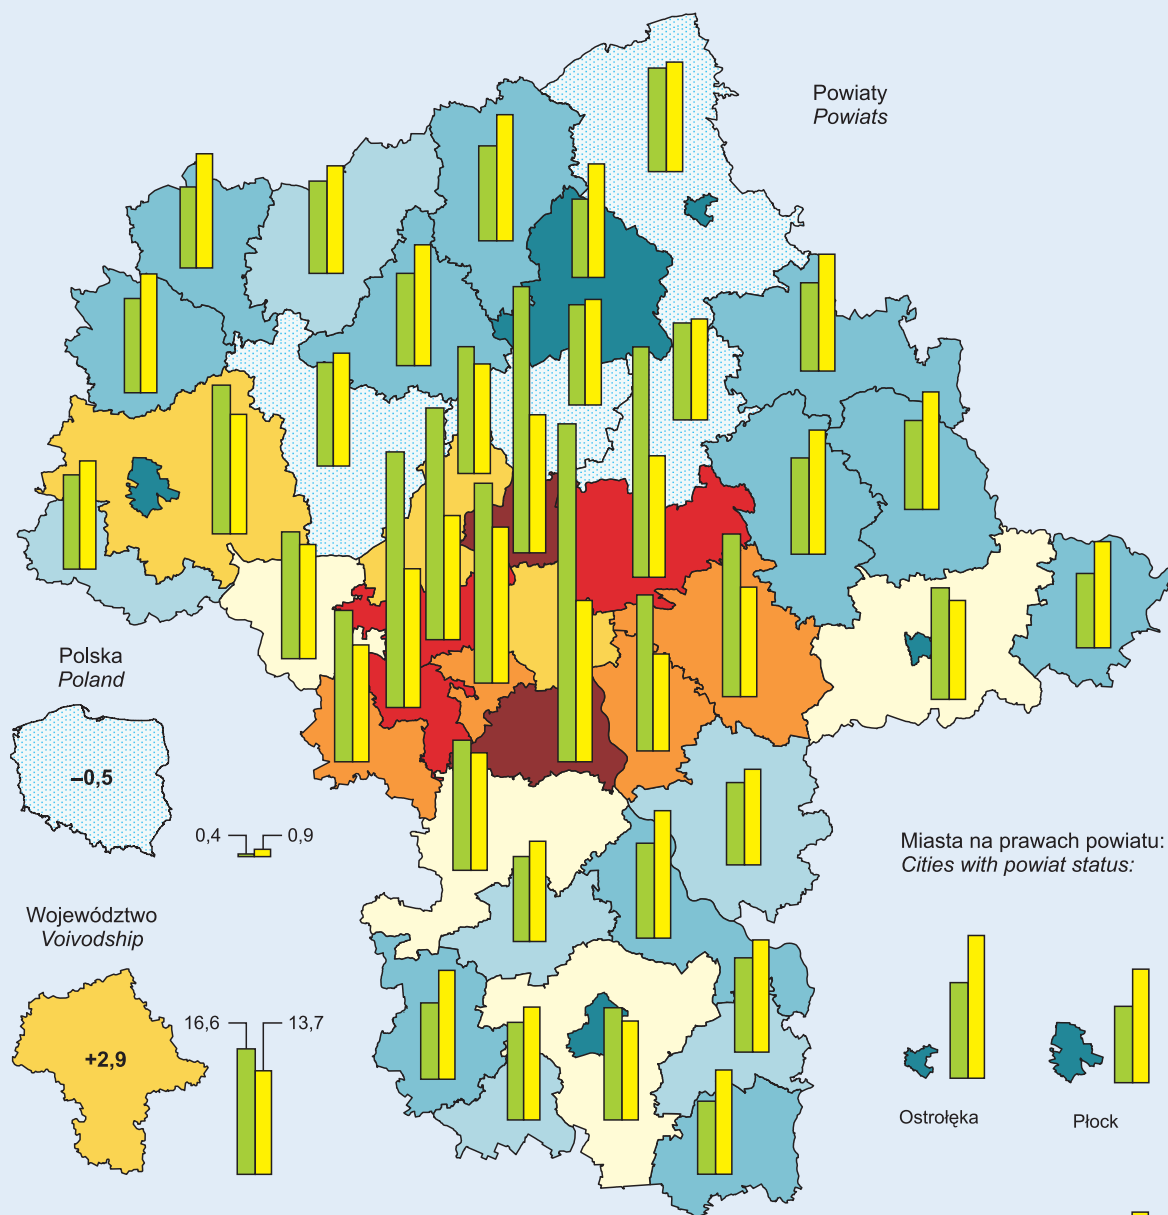 Powiaty
Powiats
Polska
Poland
–0,5
0,4
0,9
Województwo
Voivodship
+2,9
16,6
13,7
Miasta na prawach powiatu:
Cities with powiat status:
Ostrołęka
Płock